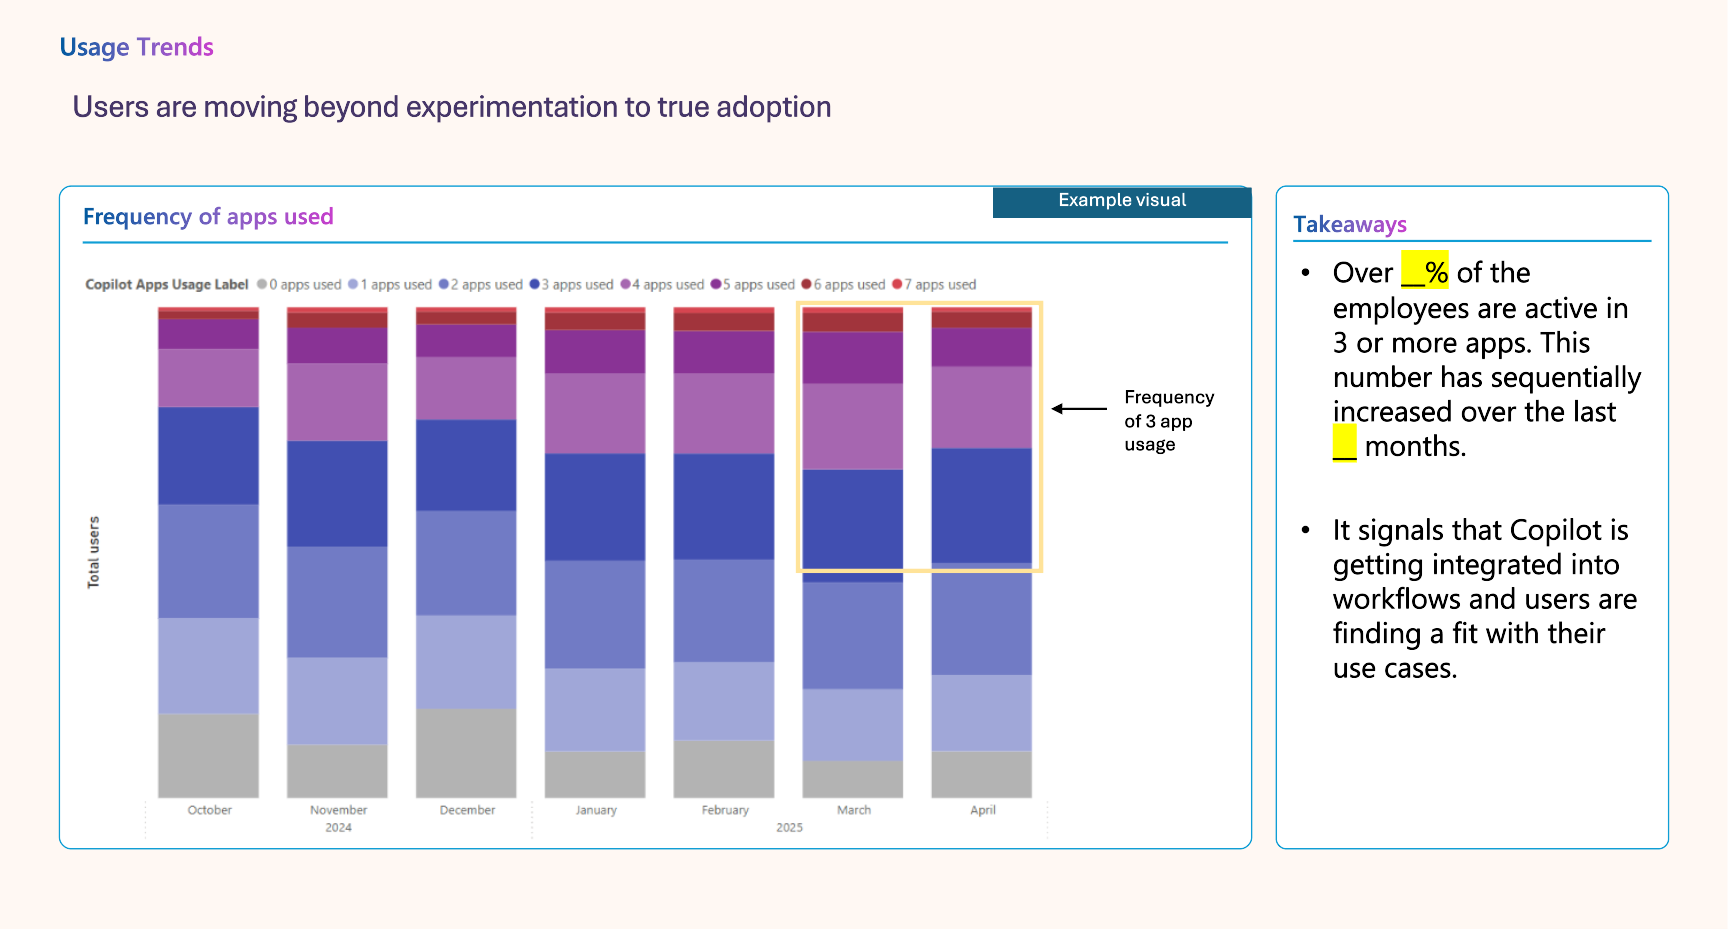 Usage Trends
Users are moving beyond experimentation to true adoption
Example visual
Frequency of apps used
Copilot Apps Usage Label 0 apps used 1 apps used 2 apps used 3 apps used 4 apps used 5 apps used 6 apps used 7 apps used
Total users
October
November
December
January
February
March
April
2024
2025
Frequency
of 3 app
usage
Takeaways
• Over __% of the
employees are active in
3 or more apps. This
number has sequentially
increased over the last
__ months.
• It signals that Copilot is
getting integrated into
workflows and users are
finding a fit with their
use cases.